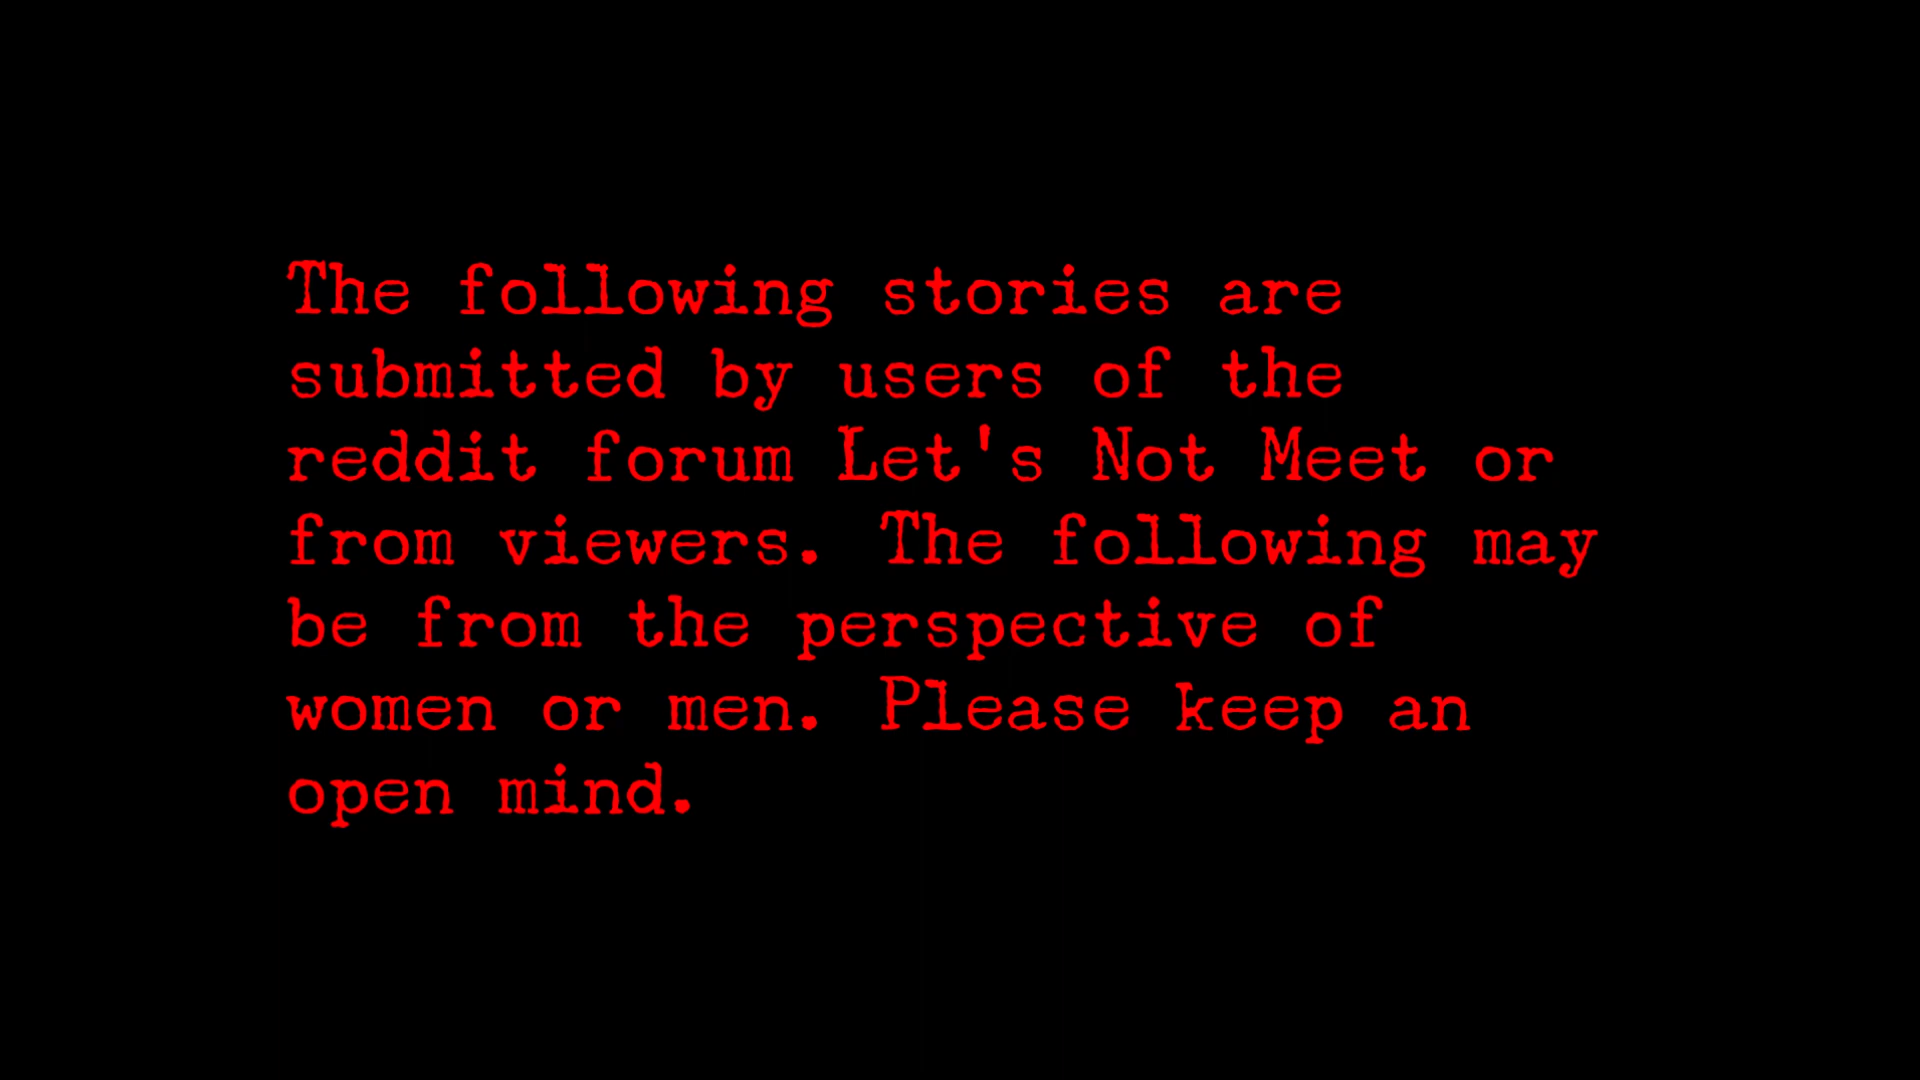 The following stories are
submitted by users of the
reddit forum Let's Not Meet or
from viewers. The following may
be from the perspective of
women or men. Please keep an
open mind.